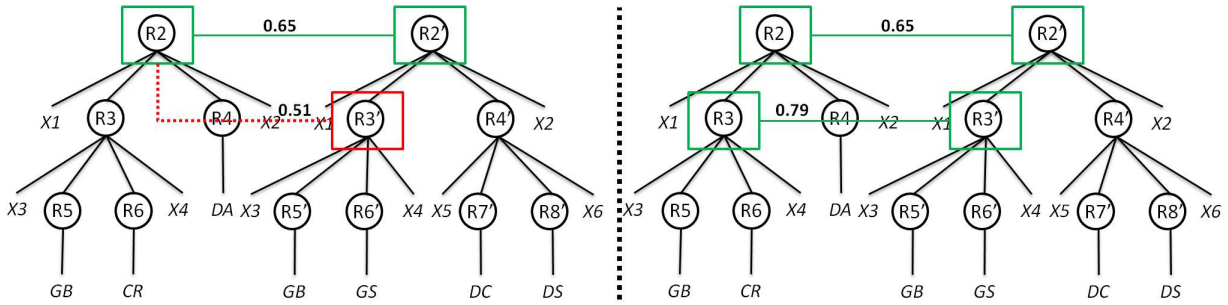 R2 0.65 R2′ R2 0.65 R2′
X1 R3 R4 X2 0.51 X1 R3′ R4′ X2 X1 R3 0.79 R4 X2 X1 R3′ R4′ X2
X3 R5 R6 X4 DA X3 R5′ R6′ X4 X5 R7′ R8′ X6 X3 R5 R6 X4 DA X3 R5′ R6′ X4 X5 R7′ R8′ X6
GB CR GB GS DC DS GB CR GB GS DC DS